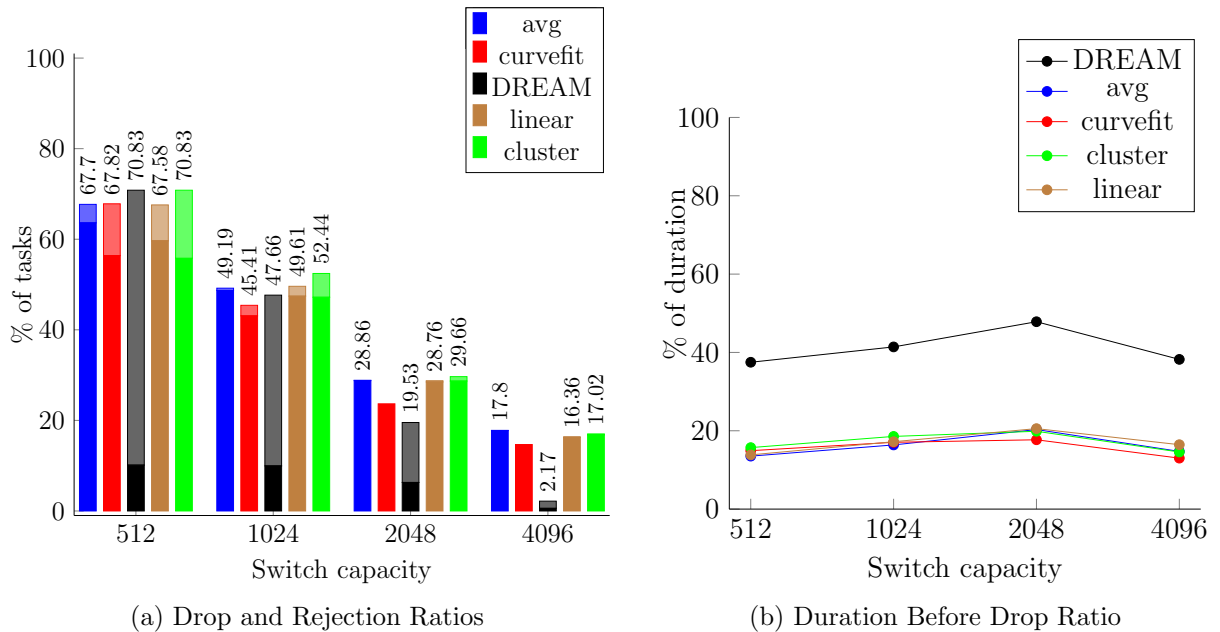 avg
curvefit
DREAM
linear
cluster
% of tasks
100
80
60
40
20
0
67.7
67.82
70.83
67.58
70.83
49.19
45.41
47.66
49.61
52.44
28.86
19.53
28.76
29.66
17.8
2.17
16.36
17.02
512
1024
2048
4096
Switch capacity
(a) Drop and Rejection Ratios
DREAM
avg
curvefit
cluster
linear
% of duration
100
80
60
40
20
0
512
1024
2048
4096
Switch capacity
(b) Duration Before Drop Ratio